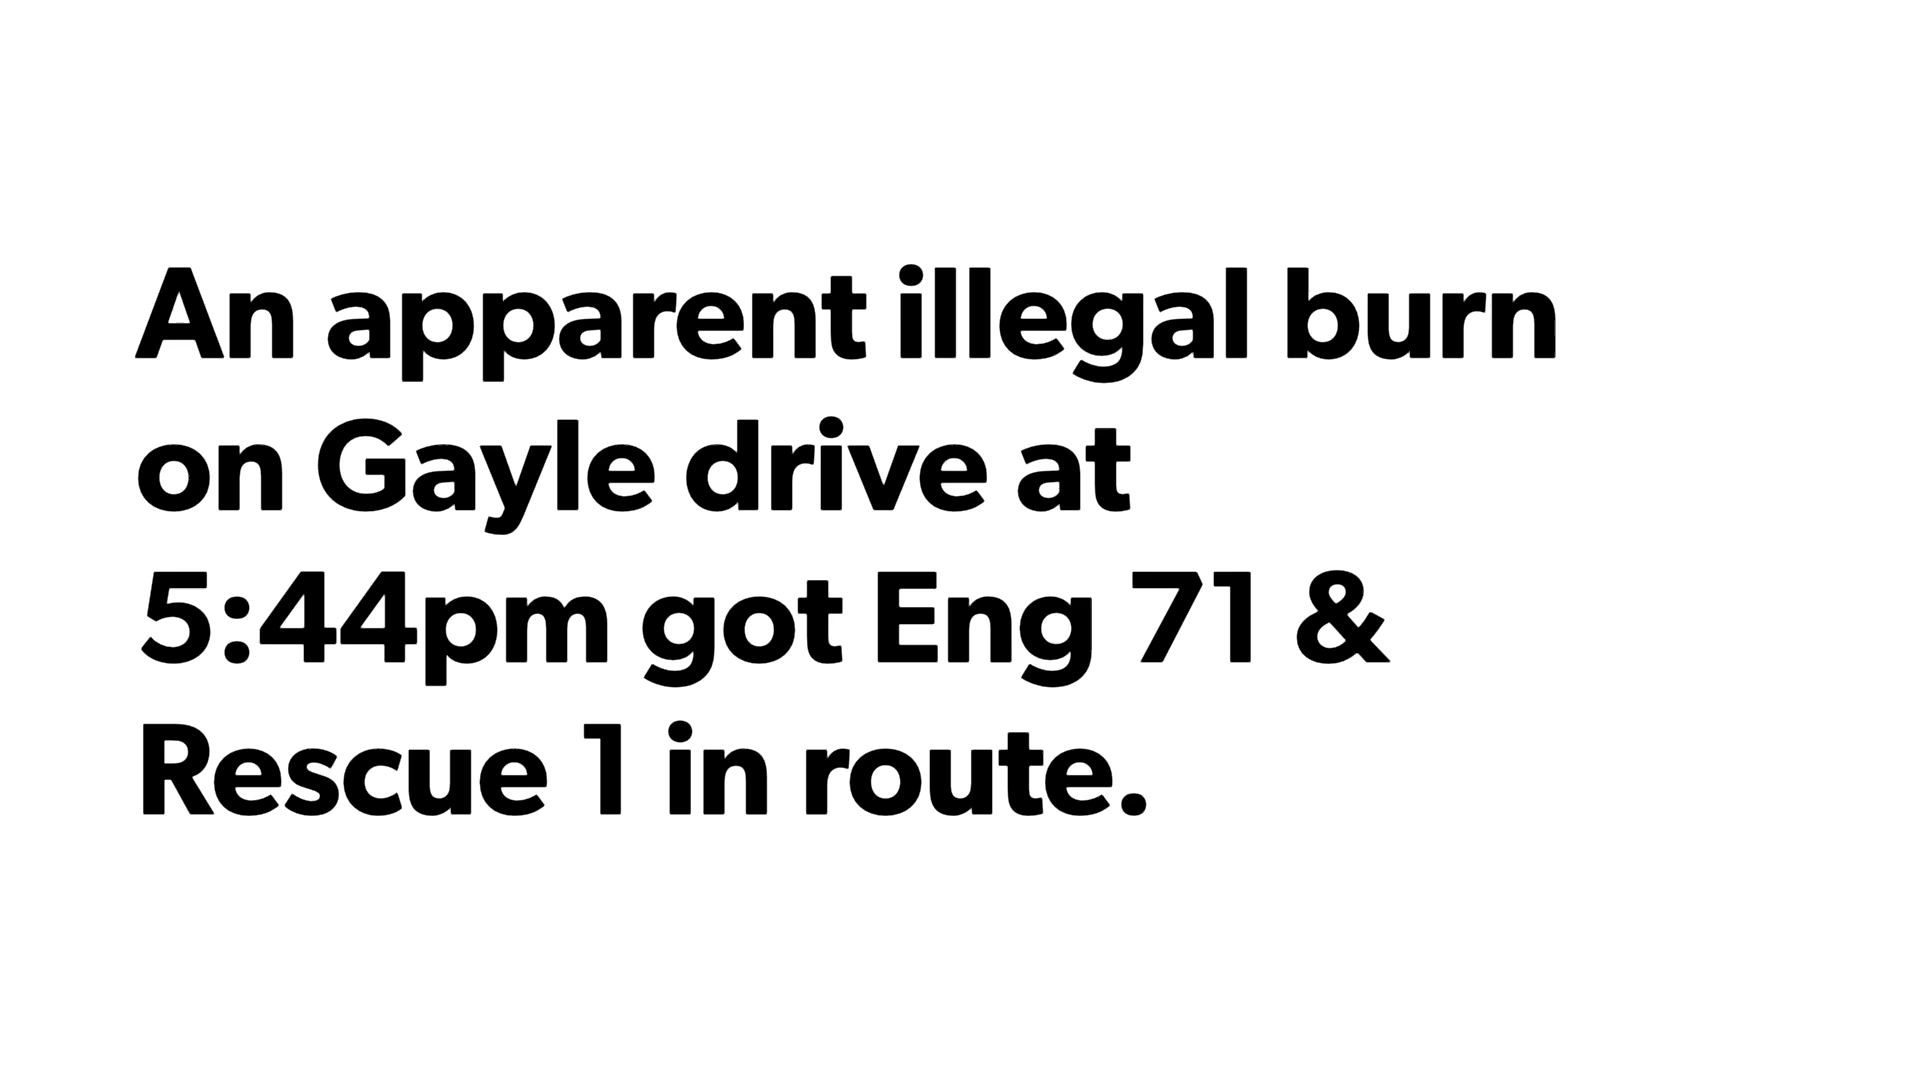 An apparent illegal burn
on Gayle drive at
5:44pm got Eng 71 &
Rescue 1 in route.